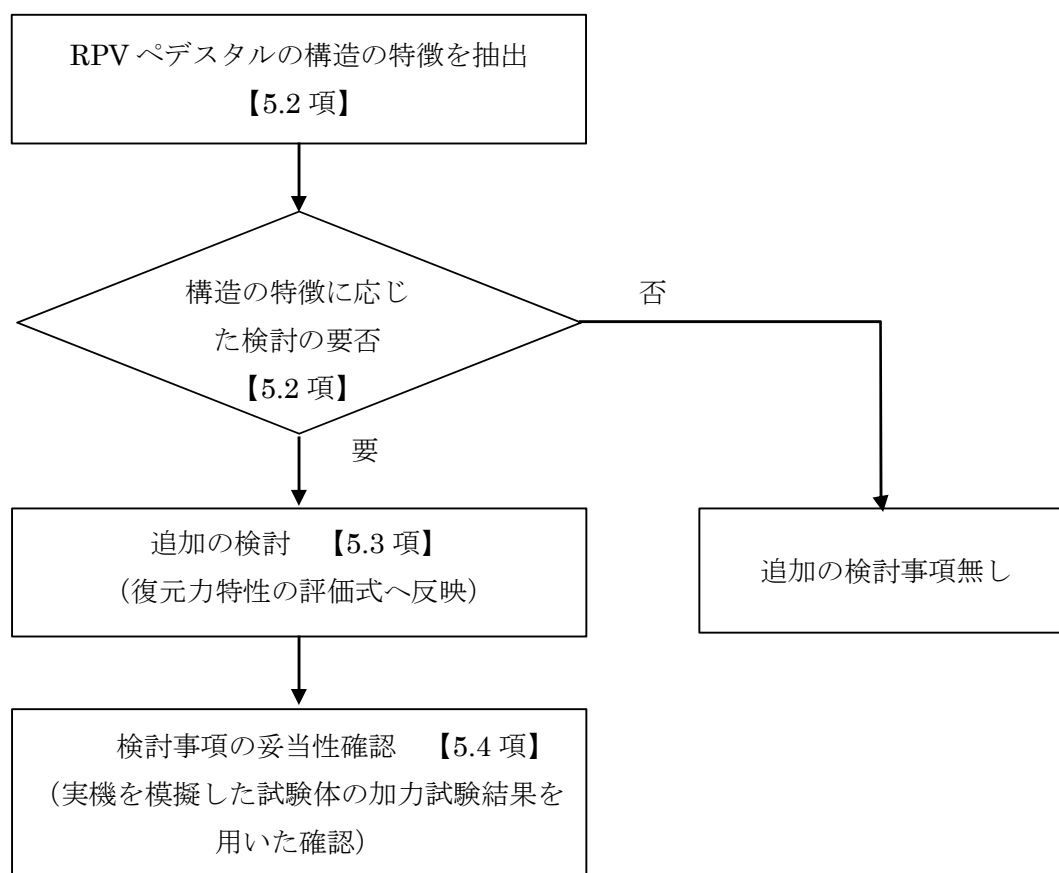 RPV ペデスタルの構造の特徴を抽出
【5.2 項】
構造の特徴に応じ
た検討の要否
【5.2 項】
否
要
追加の検討　【5.3 項】
（復元力特性の評価式へ反映）
追加の検討事項無し
検討事項の妥当性確認　【5.4 項】
（実機を模擬した試験体の加力試験結果を
用いた確認）